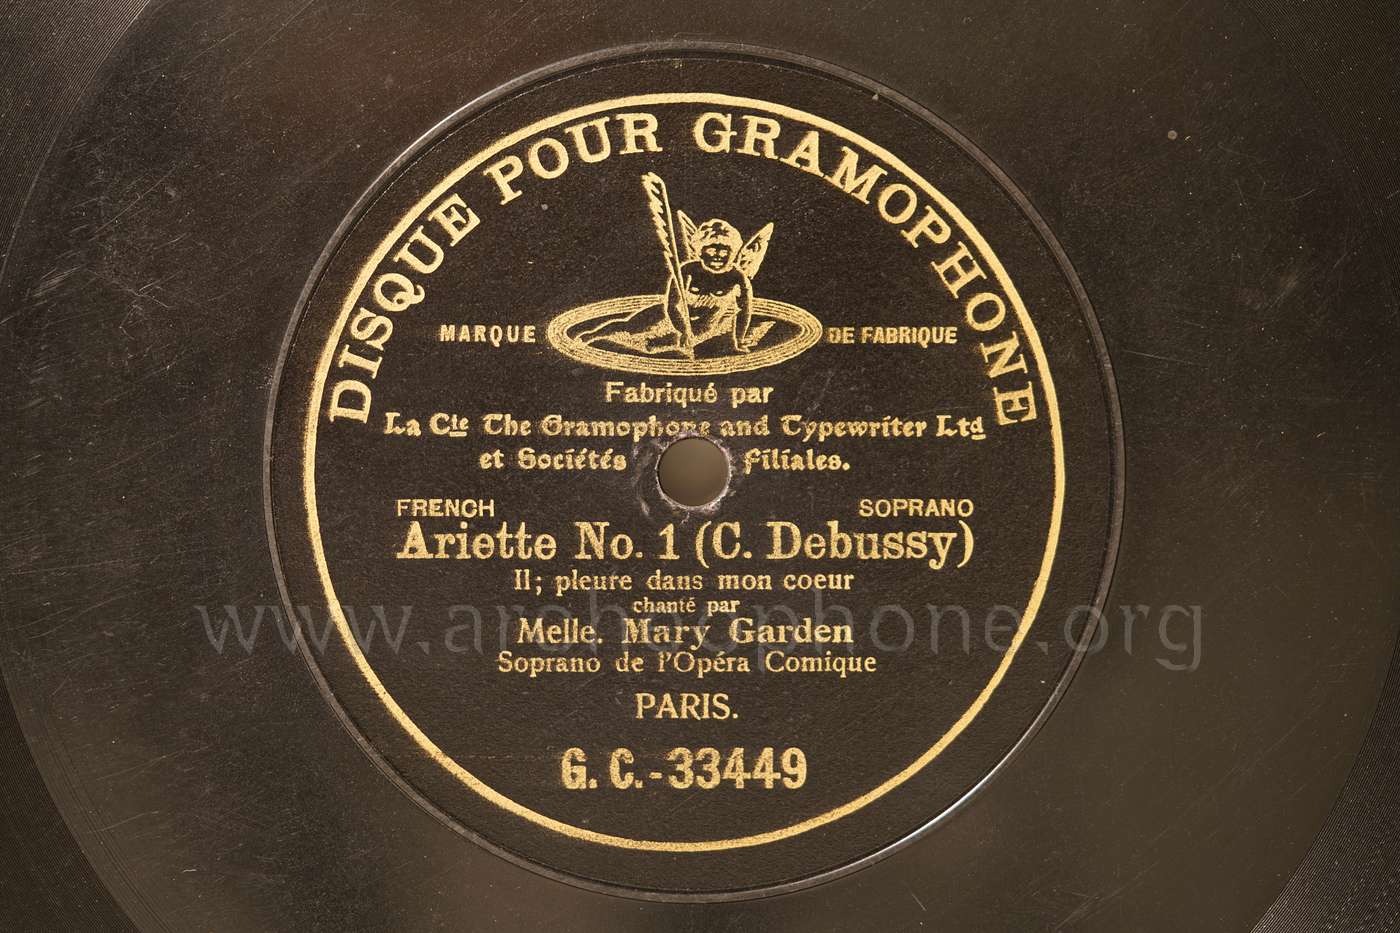 DISQUE POUR GRAMOPHONE
MARQUE DE FABRIQUE
Fabriqué par
La Cie The Gramophone and Typewriter Ltd
et Sociétés filiales.
FRENCH SOPRANO
Ariette No. 1 (C. Debussy)
Il; pleure dans mon coeur
chanté par
Melle. Mary Garden
Soprano de l'Opéra Comique
PARIS.
G. C.-33449
www.archeophone.org